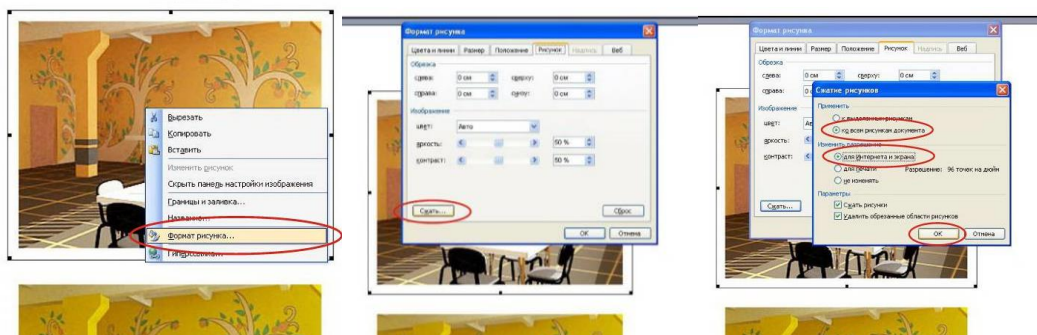 Вырезать
Копировать
Вставить
Изменить рисунок
Скрыть панель настройки изображения
Границы и заливка...
Название...
Формат рисунка...
Гиперссылка...
Формат рисунка
Цвета и линии Размер Положение Рисунок Надпись Веб
Обрезка
слева: 0 см сверху: 0 см
справа: 0 см снизу: 0 см
Изображение
цвет: Авто
яркость: 50 %
контраст: 50 %
Сжать... Сброс
ОК Отмена
Формат рисунка
Цвета и линии Размер Положение Рисунок Надпись Веб
Обрезка
слева: 0 см сверху: 0 см
справа:
Изображение
цвет:
яркость:
контраст:
Сжать...
Сжатие рисунков
Применить
к выделенным рисункам
ко всем рисункам документа
Изменить разрешение
для Интернета и экрана
для печати Разрешение: 96 точек на дюйм
не изменять
Параметры
Сжать рисунки
Удалить обрезанные области рисунков
ОК Отмена